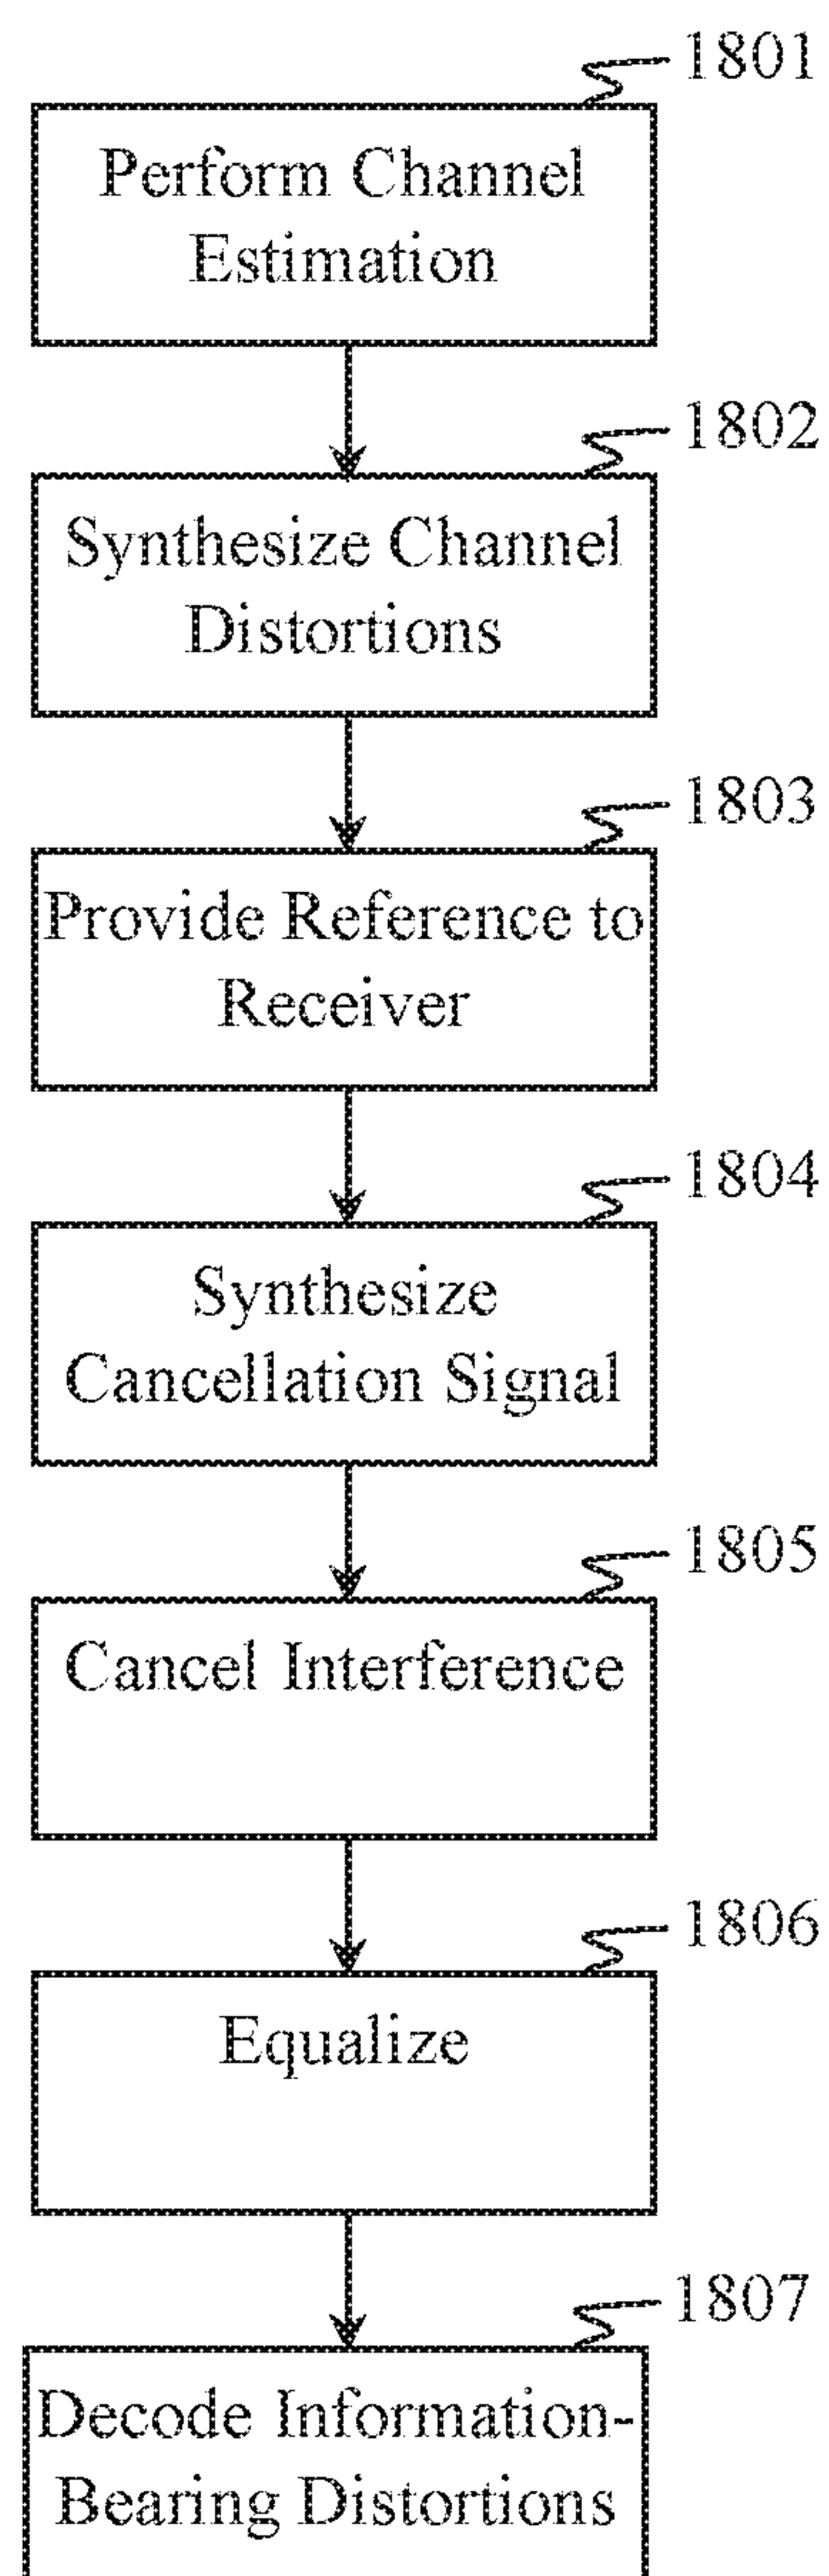 1801
Perform Channel
Estimation
1802
Synthesize Channel
Distortions
1803
Provide Reference to
Receiver
1804
Synthesize
Cancellation Signal
1805
Cancel Interference
1806
Equalize
1807
Decode Information-
Bearing Distortions